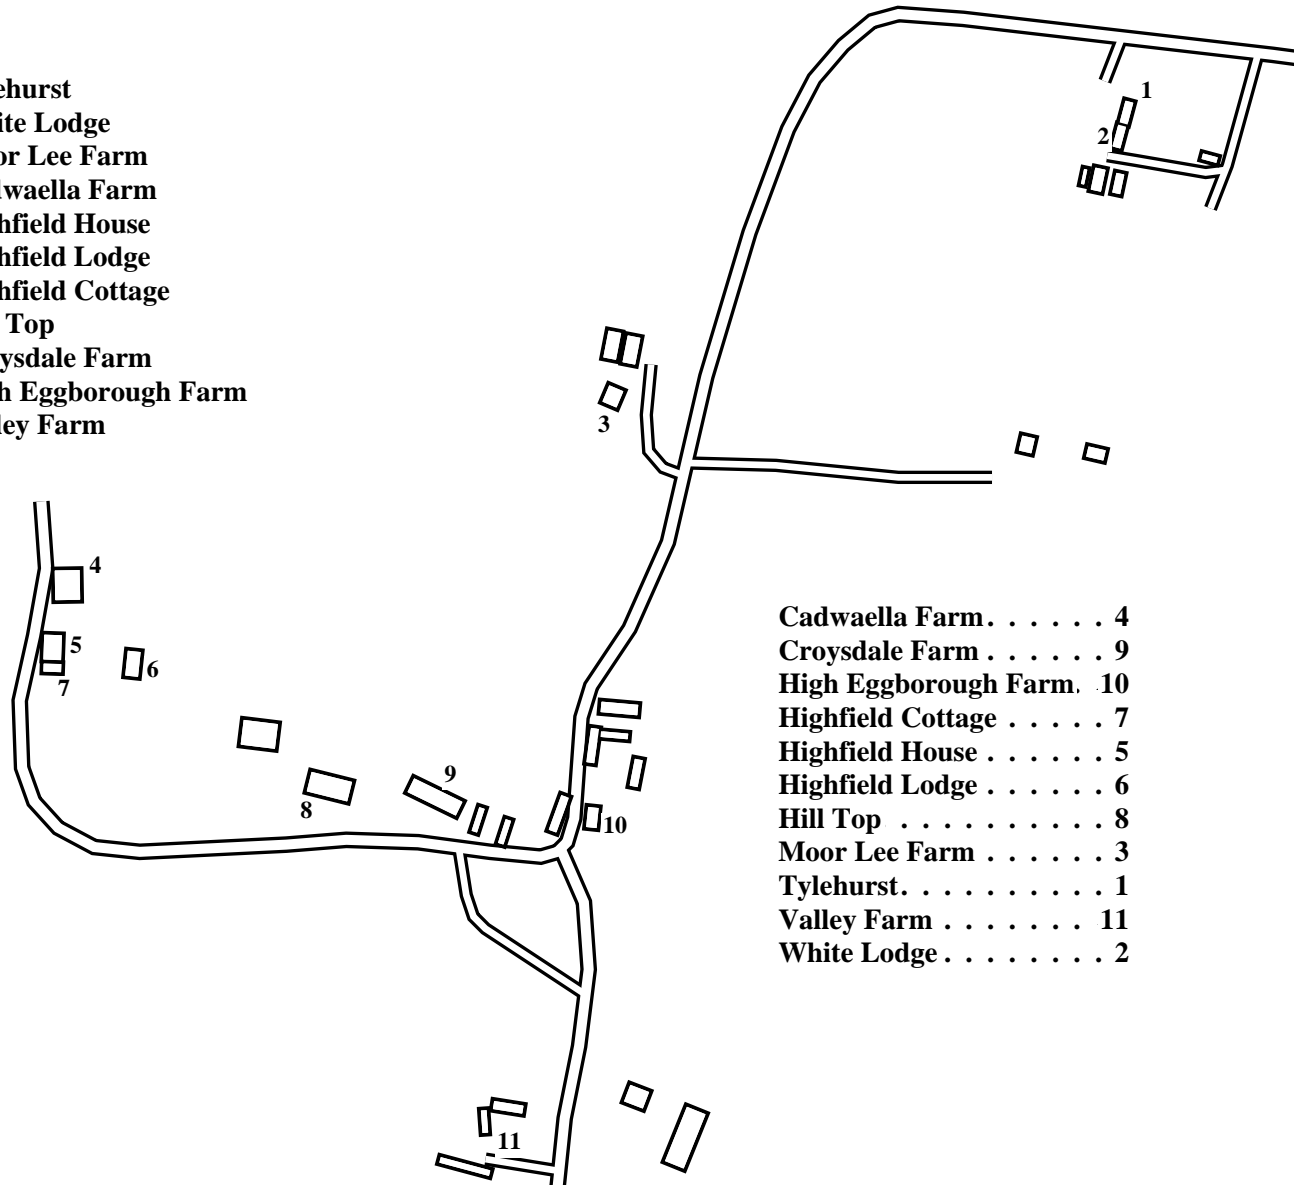 ehurst
ite Lodge
or Lee Farm
lwaella Farm
hfield House
hfield Lodge
hfield Cottage
Top
ysdale Farm
h Eggborough Farm
ley Farm
1
2
3
4
5
6
7
8
9
10
11
Cadwaella Farm . . . . . . 4
Croysdale Farm . . . . . . 9
High Eggborough Farm . . 10
Highfield Cottage . . . . . 7
Highfield House . . . . . . 5
Highfield Lodge . . . . . . 6
Hill Top . . . . . . . . . . 8
Moor Lee Farm . . . . . . 3
Tylehurst . . . . . . . . . . 1
Valley Farm . . . . . . . 11
White Lodge . . . . . . . . 2